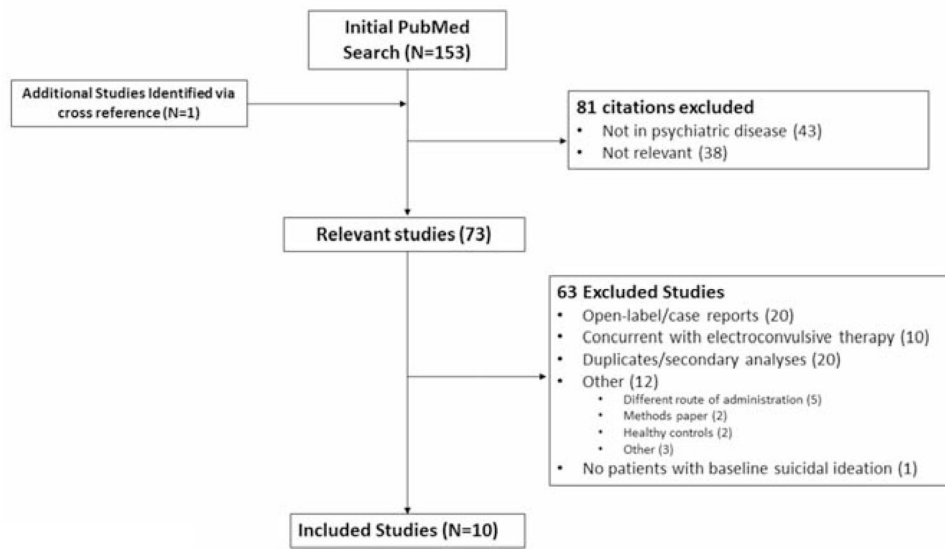 Initial PubMed
Search (N=153)
Additional Studies Identified via
cross reference (N=1)
81 citations excluded
• Not in psychiatric disease (43)
• Not relevant (38)
Relevant studies (73)
63 Excluded Studies
• Open-label/case reports (20)
• Concurrent with electroconvulsive therapy (10)
• Duplicates/secondary analyses (20)
• Other (12)
• Different route of administration (5)
• Methods paper (2)
• Healthy controls (2)
• Other (3)
• No patients with baseline suicidal ideation (1)
Included Studies (N=10)